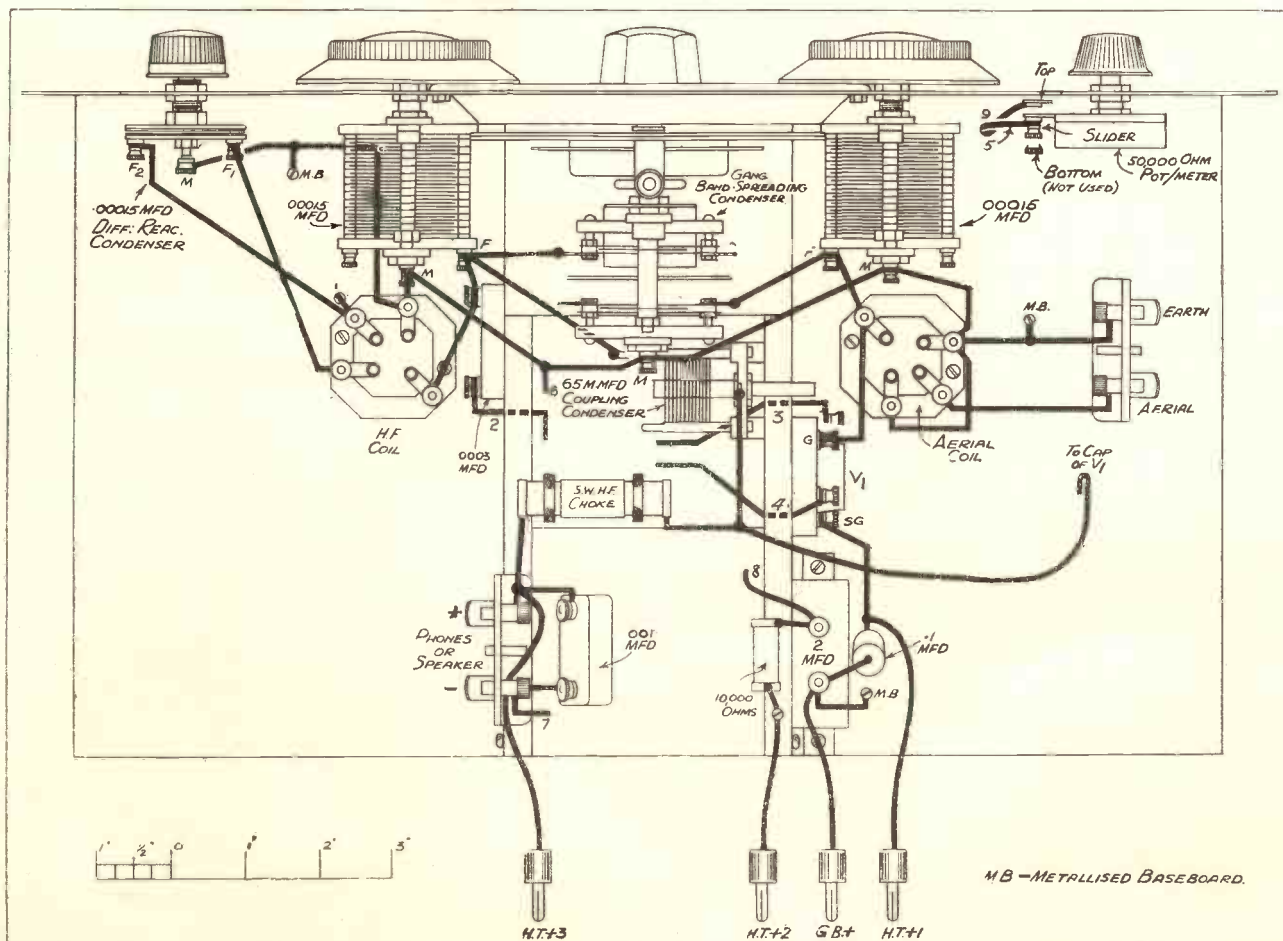 TOP
9
5
SLIDER
BOTTOM
(NOT USED)
50,000 OHM
POT/METER
F2
M
F1
M.B
.00015 MFD
DIFF: REAC.
CONDENSER
.00015
MFD
GANG
BAND-SPREADING
CONDENSER
.00015
MFD
F
M
M
1
M.B.
EARTH
AERIAL
M
65 M.MFD
COUPLING
CONDENSER
6
H.F
COIL
2
.0003
MFD
3
G
V1
AERIAL
COIL
TO CAP
OF V1
S.W.H.F.
CHOKE
4
SG
8
+
PHONES
OR
SPEAKER
-
.001
MFD
7
2
MFD
.1
MFD
10,000
OHMS
M.B
1"
½"
0
1"
2"
3"
M B – METALLISED BASEBOARD.
H.T.+3
H.T.+2
G B.+
H.T.+1